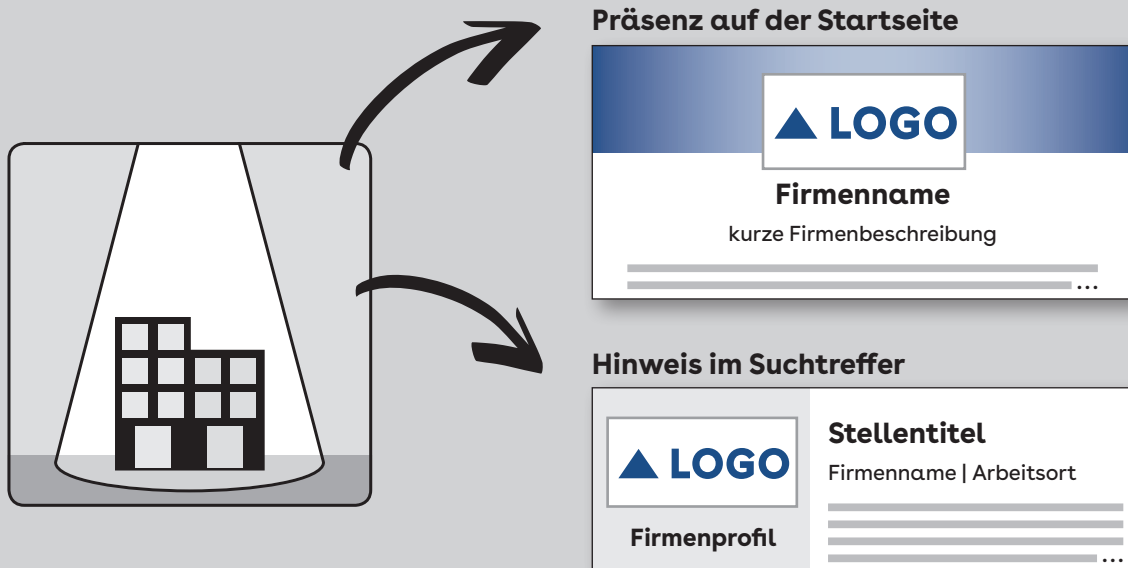 Präsenz auf der Startseite
LOGO
Firmenname
kurze Firmenbeschreibung
...
Hinweis im Suchtreffer
LOGO
Firmenprofil
Stellentitel
Firmenname | Arbeitsort
...